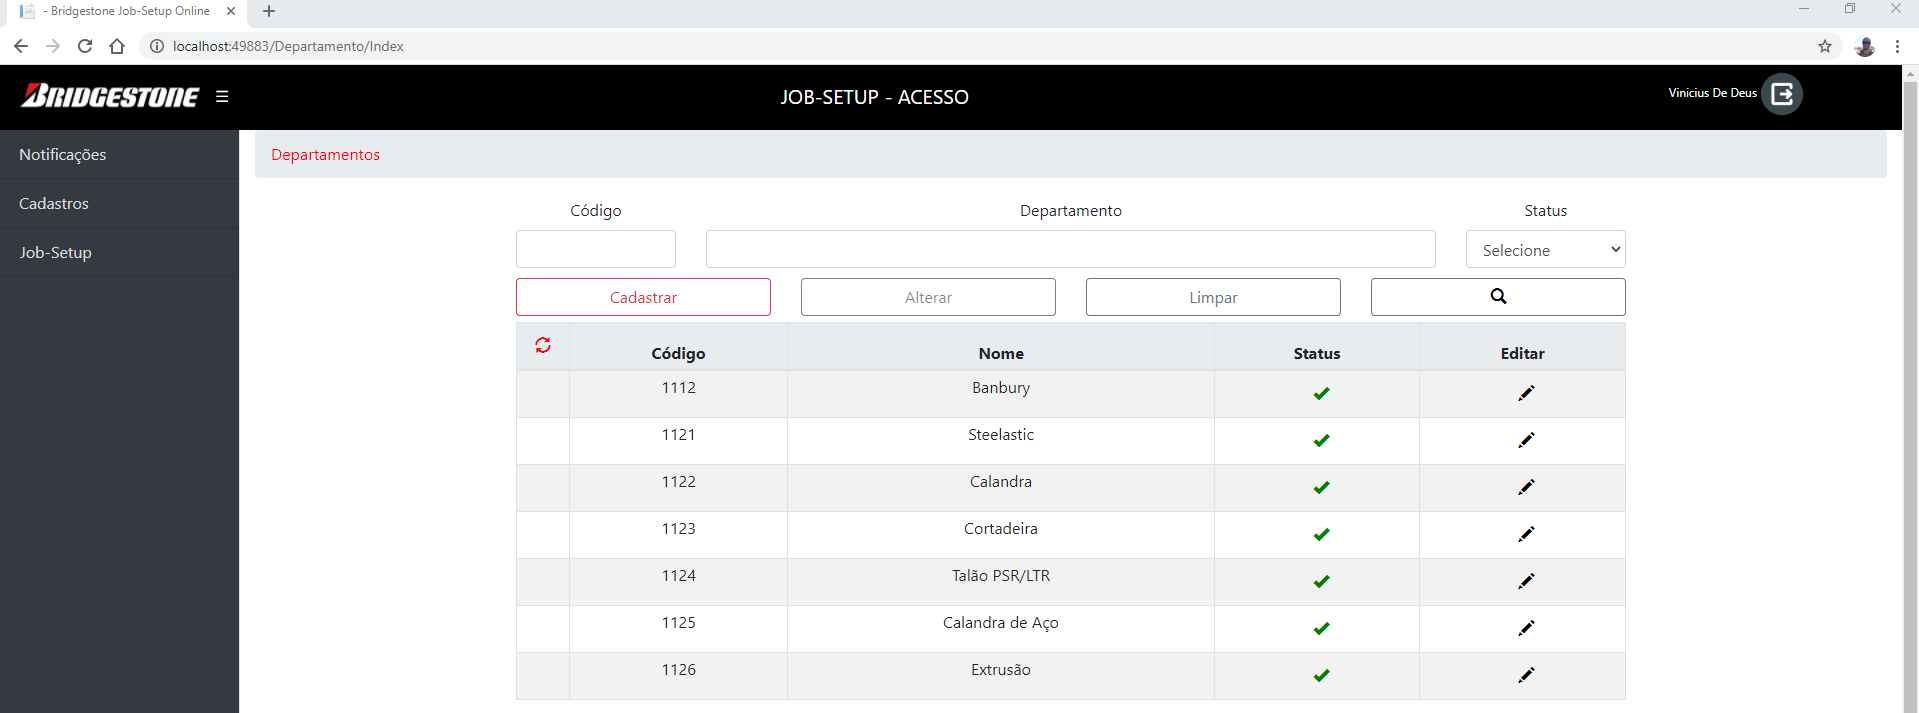 - Bridgestone Job-Setup Online
localhost:49883/Departamento/Index
BRIDGESTONE
JOB-SETUP - ACESSO
Vinicius De Deus
Notificações
Cadastros
Job-Setup
Departamentos
Código Departamento Status
Selecione
Cadastrar Alterar Limpar
Código Nome Status Editar
1112 Banbury
1121 Steelastic
1122 Calandra
1123 Cortadeira
1124 Talão PSR/LTR
1125 Calandra de Aço
1126 Extrusão